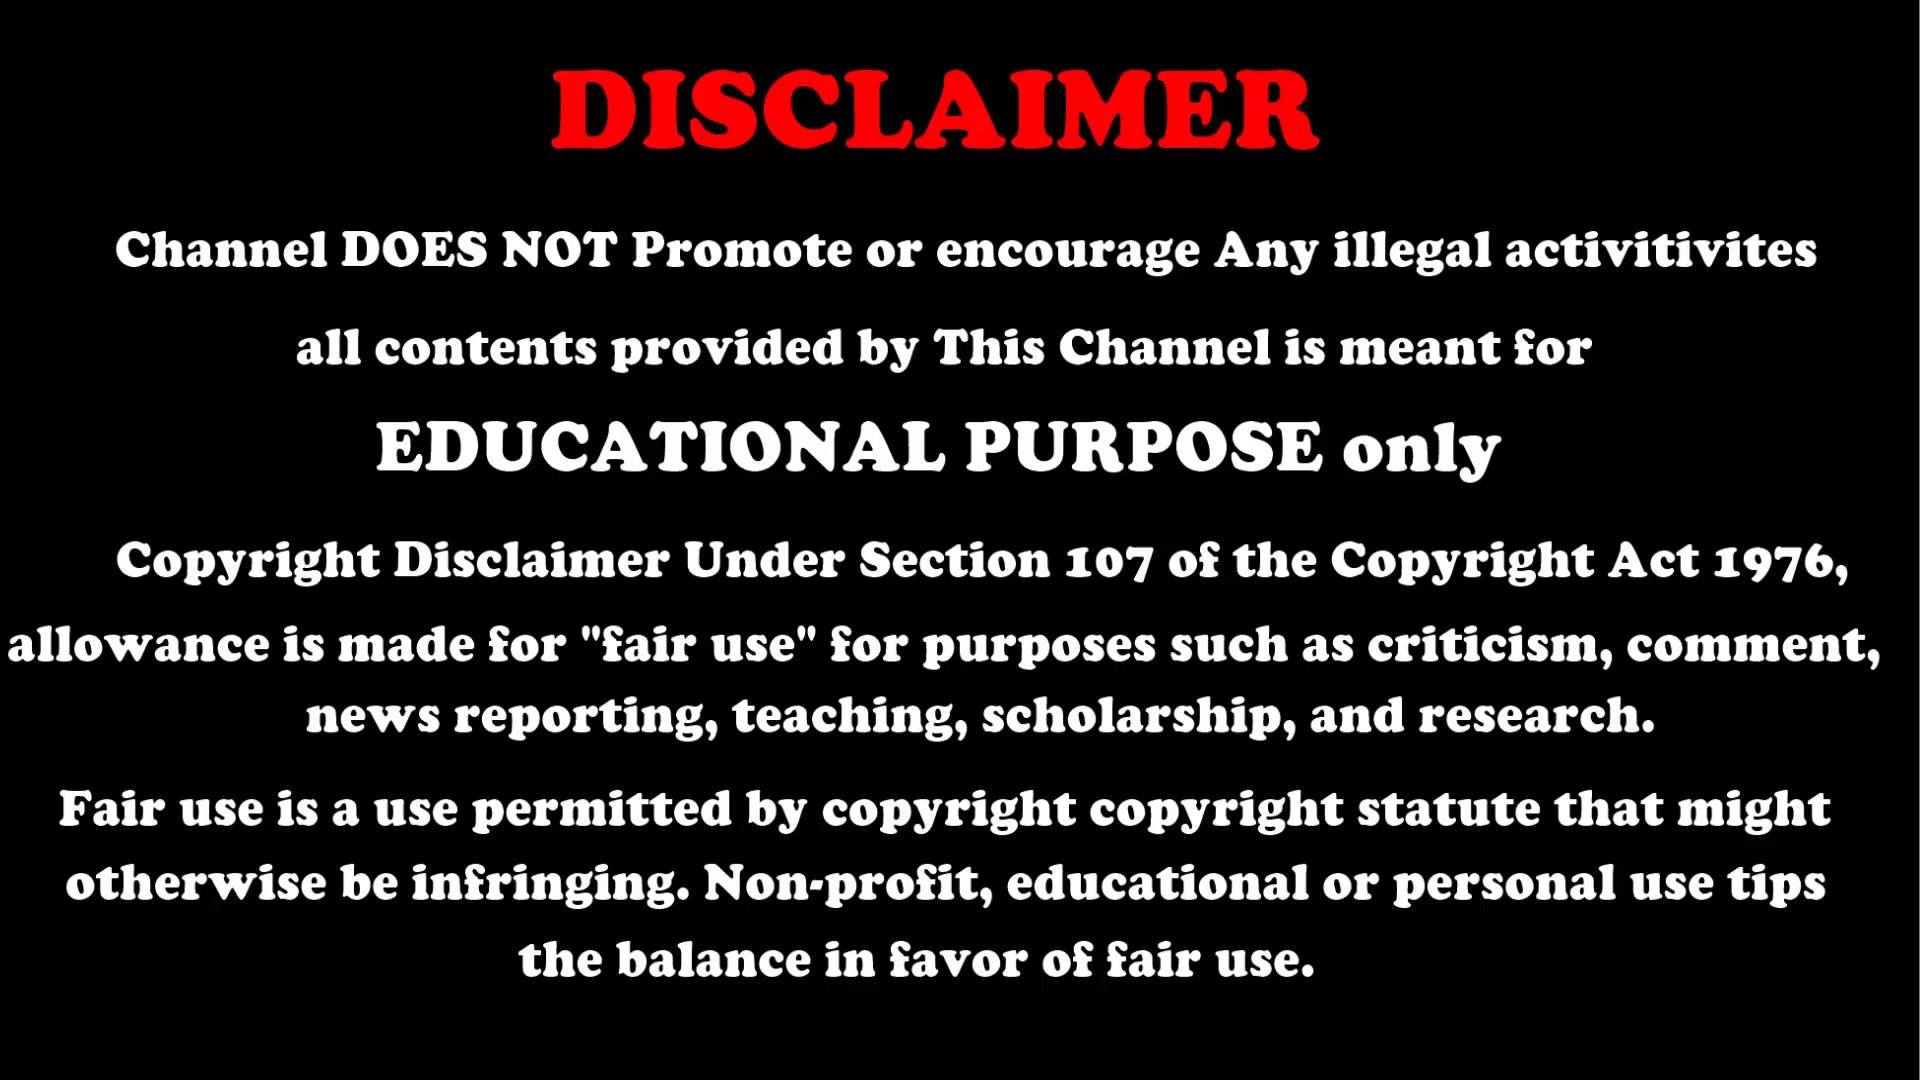 DISCLAIMER
Channel DOES NOT Promote or encourage Any illegal activitivites
all contents provided by This Channel is meant for
EDUCATIONAL PURPOSE only
Copyright Disclaimer Under Section 107 of the Copyright Act 1976,
allowance is made for "fair use" for purposes such as criticism, comment,
news reporting, teaching, scholarship, and research.
Fair use is a use permitted by copyright copyright statute that might
otherwise be infringing. Non-profit, educational or personal use tips
the balance in favor of fair use.